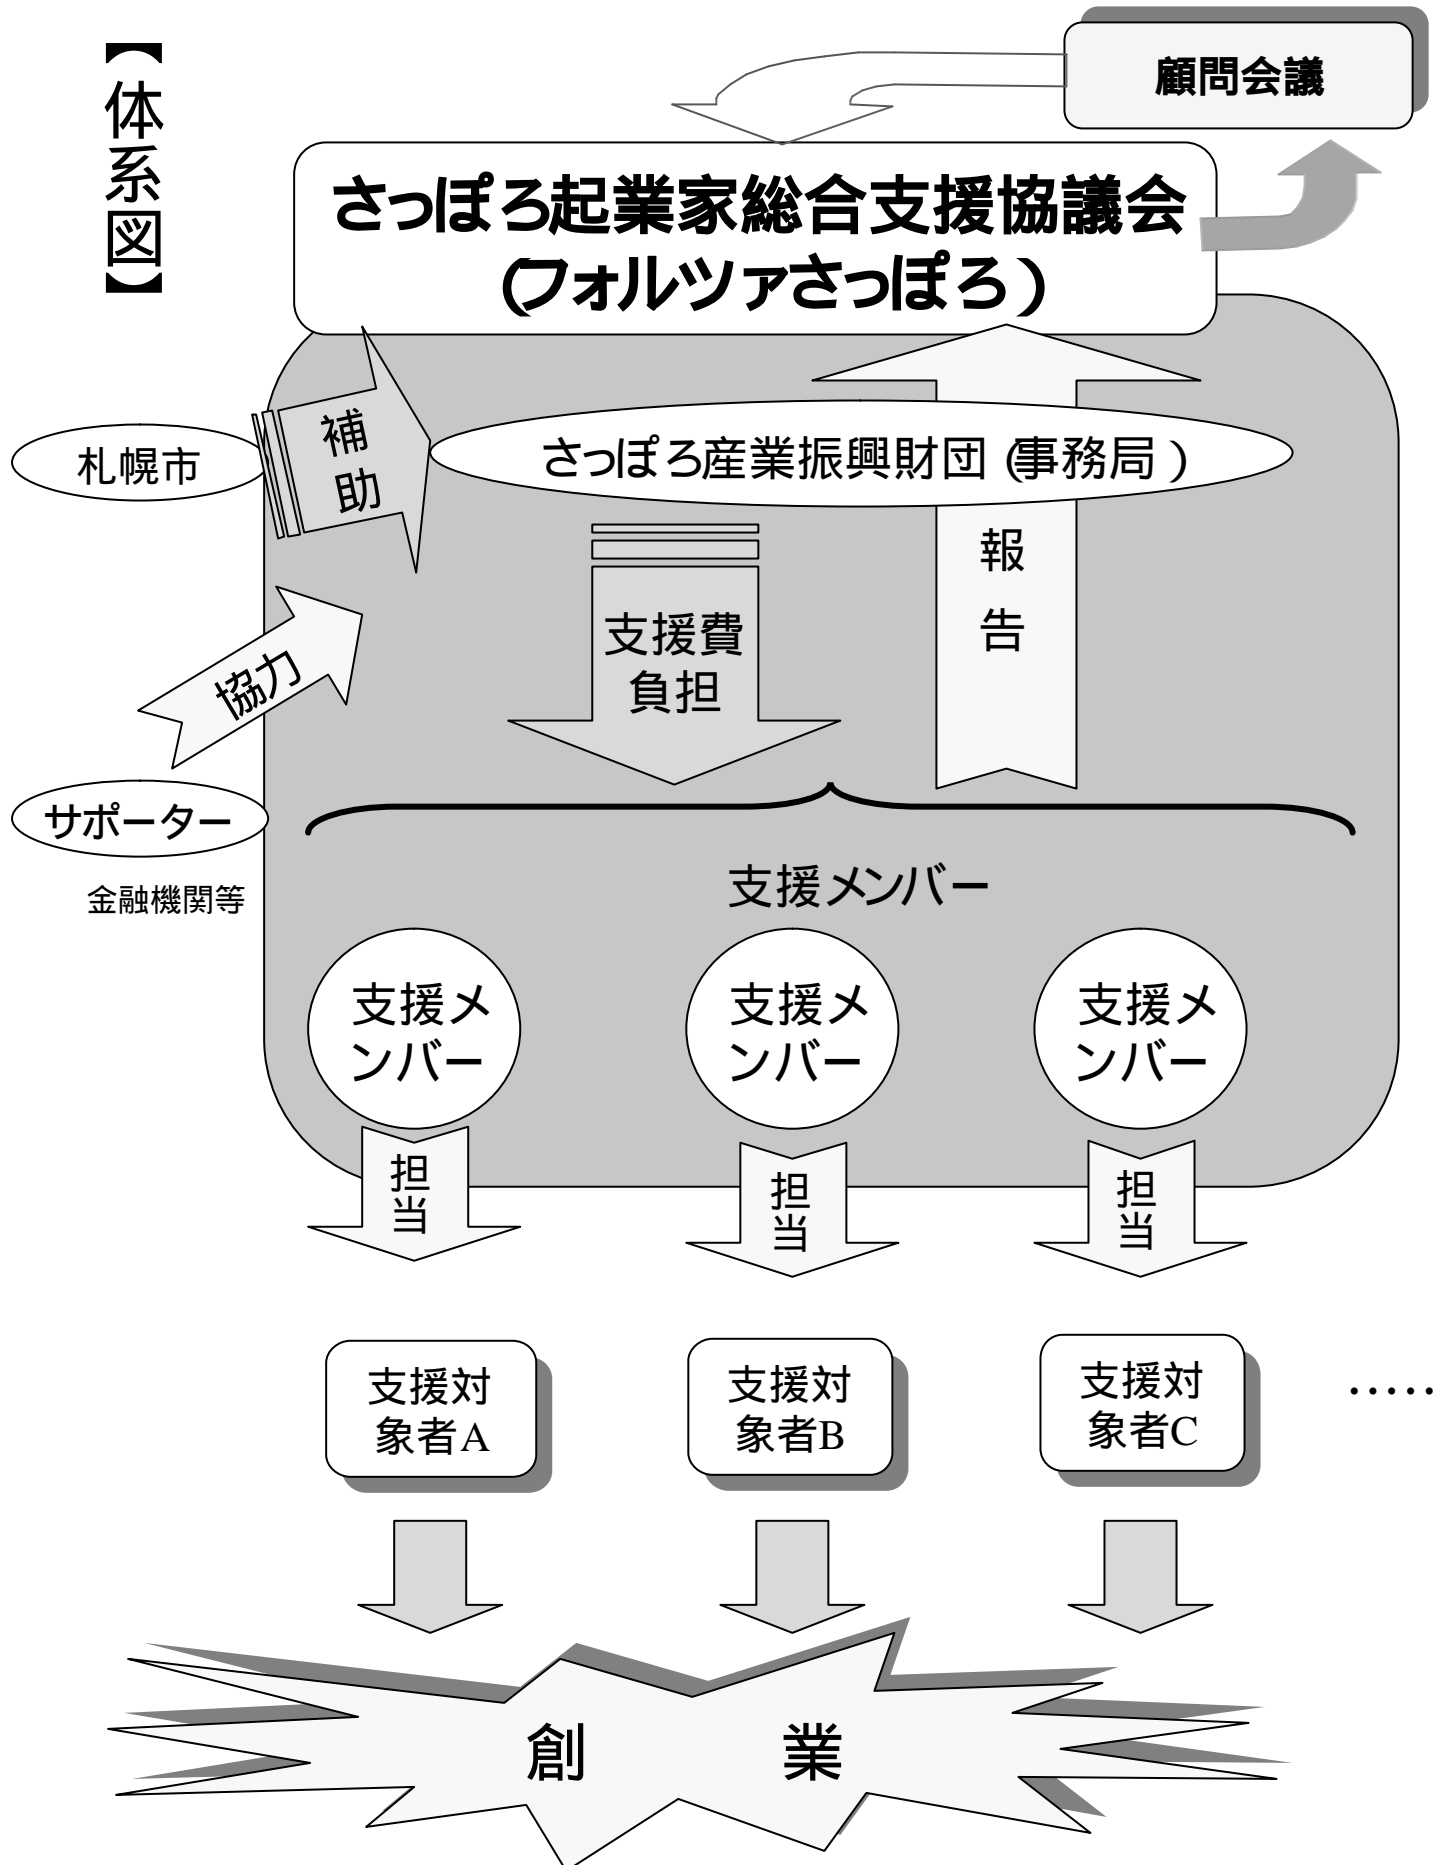 【体系図】
顧問会議
さっぽろ起業家総合支援協議会
(フォルツァさっぽろ)
札幌市
補助
さっぽろ産業振興財団(事務局)
報告
支援費
負担
協力
サポーター
金融機関等
支援メンバー
支援メ
ンバー
支援メ
ンバー
支援メ
ンバー
担当
担当
担当
支援対
象者A
支援対
象者B
支援対
象者C
・・・・・
創 業